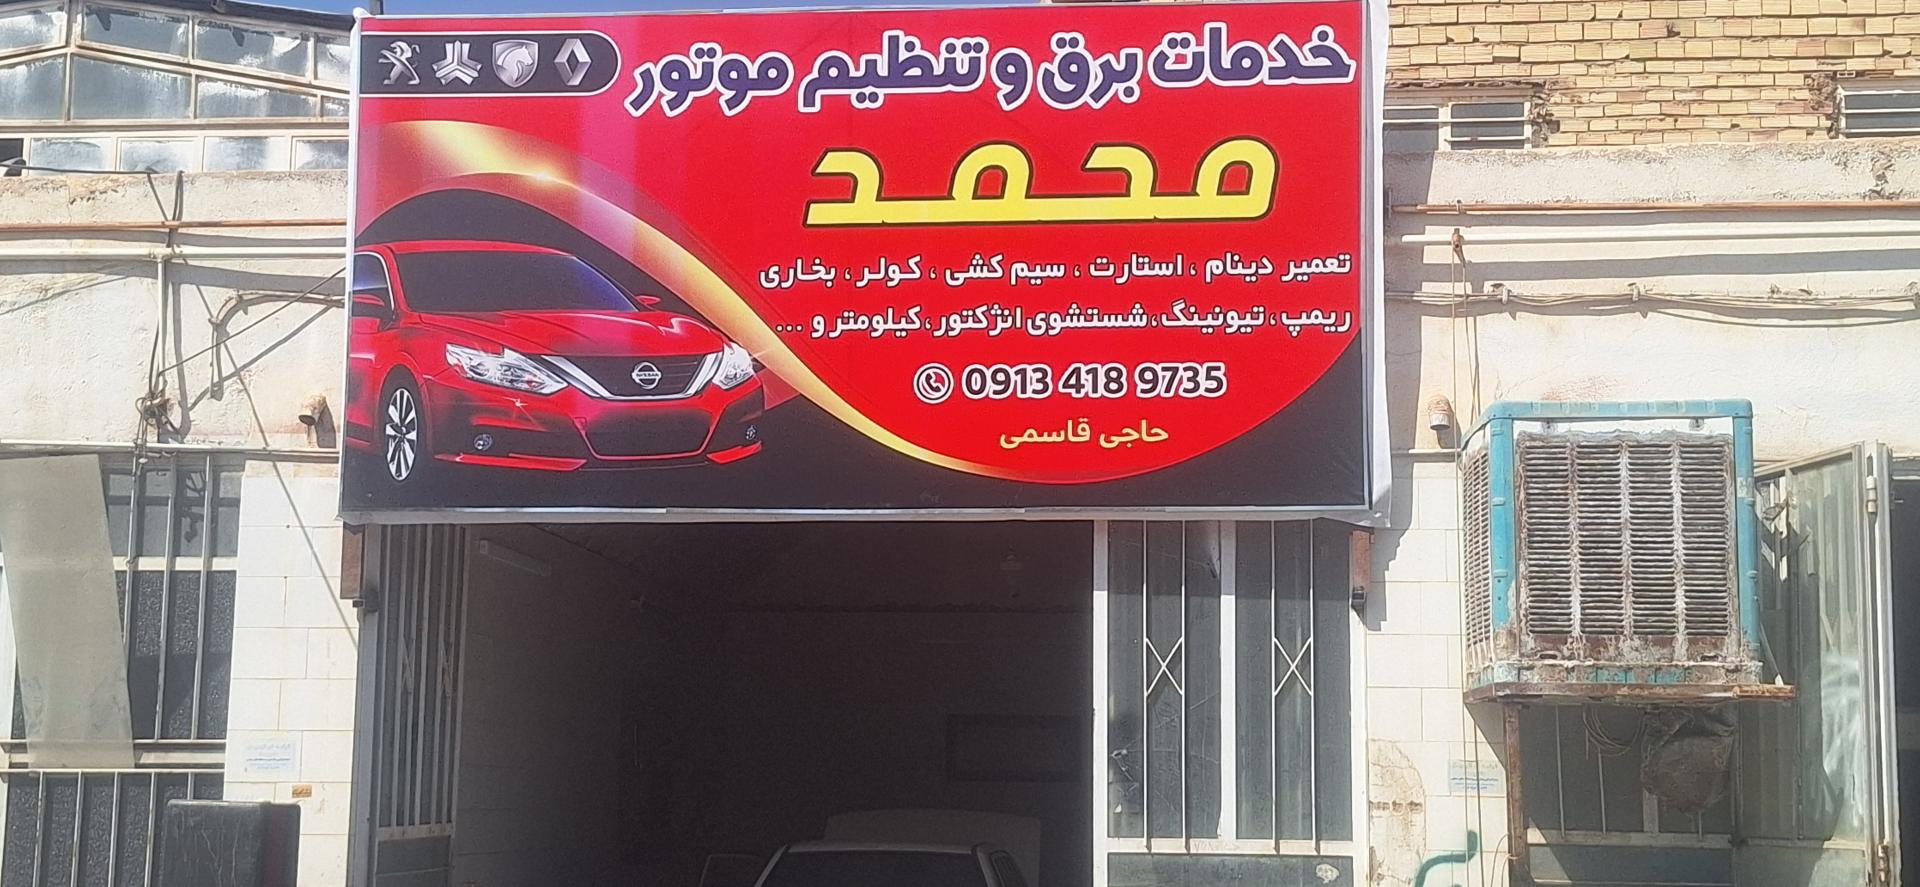 خدمات برق و تنظیم موتور
محمد
تعمیر دینام ، استارت ، سیم کشی ، کولر ، بخاری
ریمپ ، تیونینگ ، شستشوی انژکتور ، کیلومتر و ...
0913 418 9735
حاجی قاسمی
NISSAN